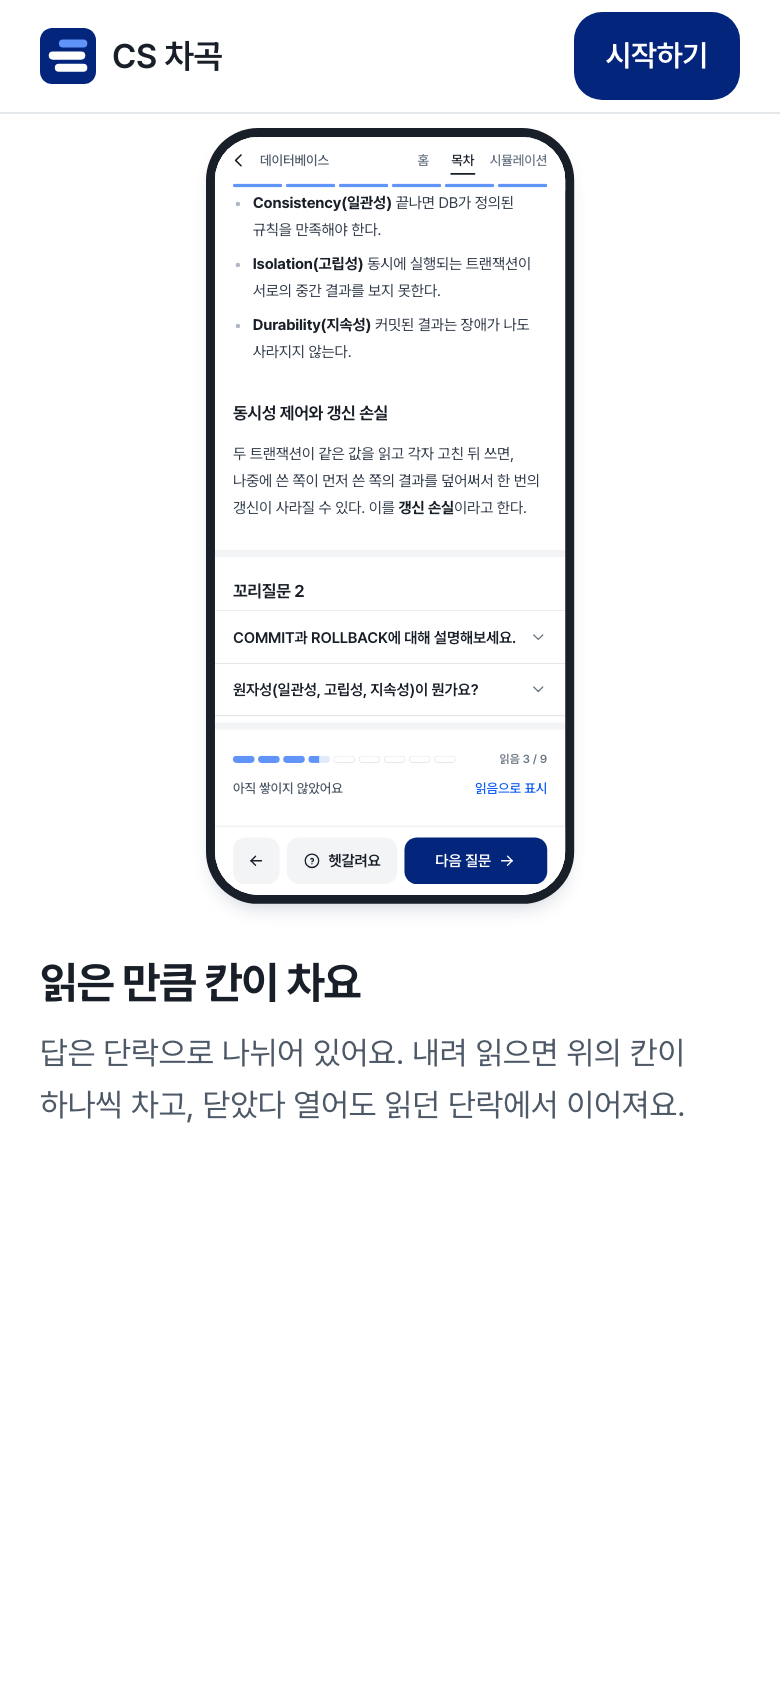 CS 차곡
시작하기
데이터베이스
홈
목차
시뮬레이션
Consistency(일관성) 끝나면 DB가 정의된
규칙을 만족해야 한다.
Isolation(고립성) 동시에 실행되는 트랜잭션이
서로의 중간 결과를 보지 못한다.
Durability(지속성) 커밋된 결과는 장애가 나도
사라지지 않는다.
동시성 제어와 갱신 손실
두 트랜잭션이 같은 값을 읽고 각자 고친 뒤 쓰면,
나중에 쓴 쪽이 먼저 쓴 쪽의 결과를 덮어써서 한 번의
갱신이 사라질 수 있다. 이를 갱신 손실이라고 한다.
꼬리질문 2
COMMIT과 ROLLBACK에 대해 설명해보세요.
원자성(일관성, 고립성, 지속성)이 뭔가요?
읽음 3 / 9
아직 쌓이지 않았어요
읽음으로 표시
헷갈려요
다음 질문
읽은 만큼 칸이 차요
답은 단락으로 나뉘어 있어요. 내려 읽으면 위의 칸이
하나씩 차고, 닫았다 열어도 읽던 단락에서 이어져요.